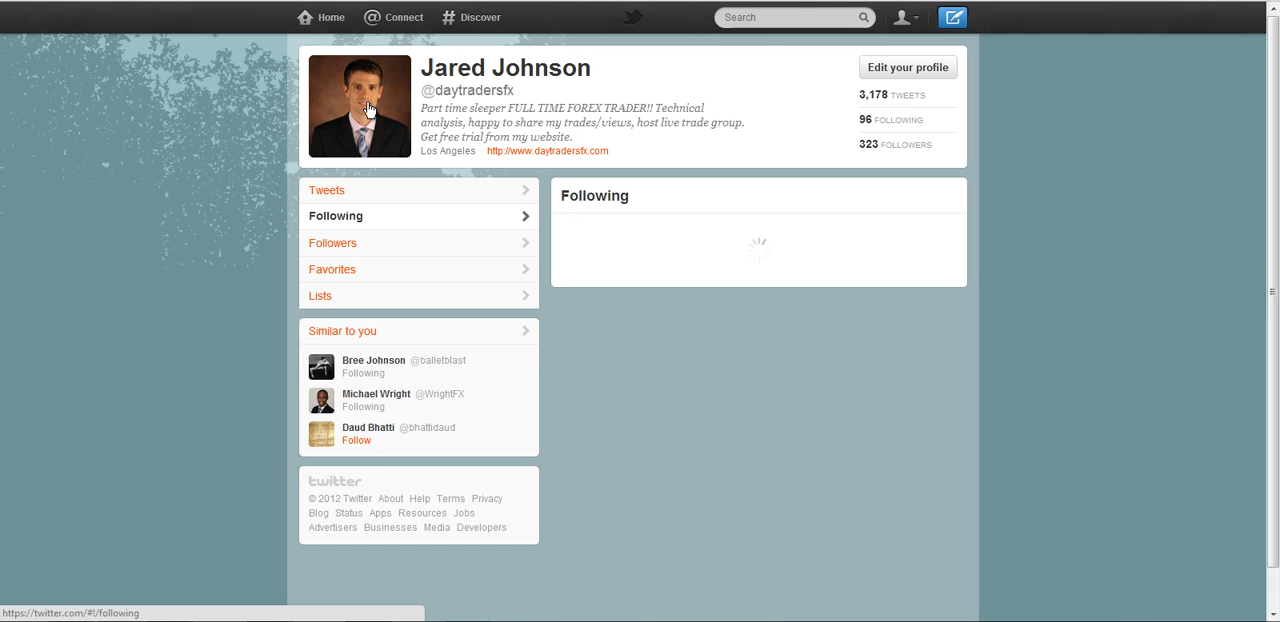 Home Connect Discover Search
Jared Johnson
@daytradersfx
Part time sleeper FULL TIME FOREX TRADER!! Technical
analysis, happy to share my trades/views, host live trade group.
Get free trial from my website.
Los Angeles http://www.daytradersfx.com
Edit your profile
3,178 TWEETS
96 FOLLOWING
323 FOLLOWERS
Tweets
Following
Followers
Favorites
Lists
Similar to you
Bree Johnson @balletblast
Following
Michael Wright @WrightFX
Following
Daud Bhatti @bhattidaud
Follow
twitter
© 2012 Twitter About Help Terms Privacy
Blog Status Apps Resources Jobs
Advertisers Businesses Media Developers
Following
https://twitter.com/#!/following